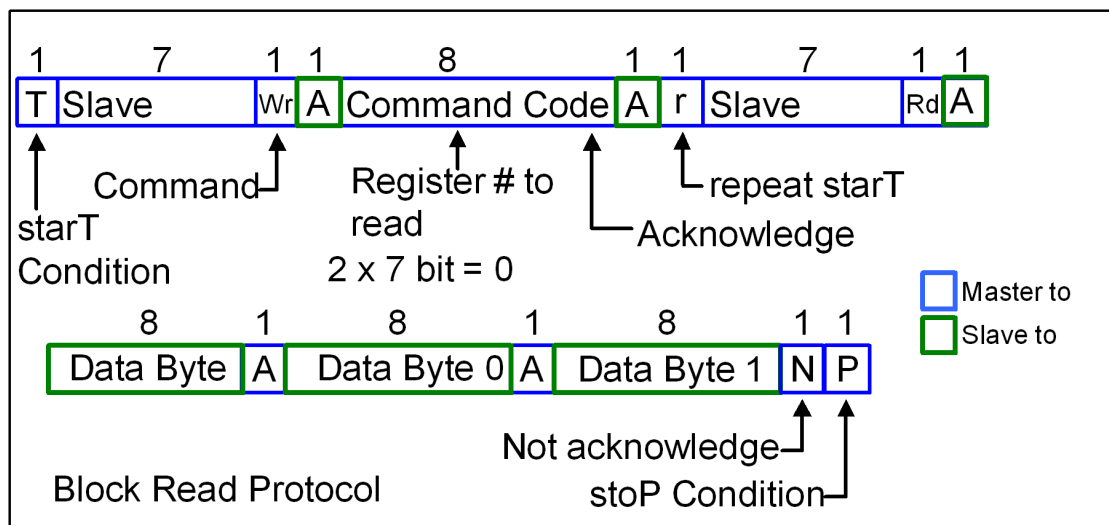 1 7 1 1 8 1 1 7 1 1
T Slave Wr A Command Code A r Slave Rd A
Command
Register # to
read
2 x 7 bit = 0
repeat starT
Acknowledge
starT
Condition
Master to
Slave to
8 1 8 1 8 1 1
Data Byte A Data Byte 0 A Data Byte 1 N P
Not acknowledge
stoP Condition
Block Read Protocol